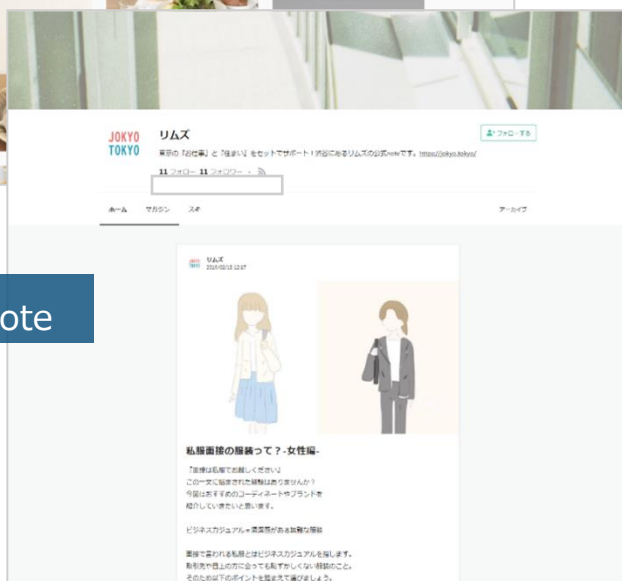 JOKYO
TOKYO
リムズ
フォローする
東京の『お仕事』と『住まい』をセットでサポート!渋谷にあるリムズの公式noteです。https://jokyo.tokyo/
11 フォロー 11 フォロワー
ホーム マガジン スキ アーカイブ
リムズ
ote
私服面接の服装って?-女性編-
『面接は私服でお越しください』
この一文に悩まされた経験はありませんか?
今回はおすすめのコーディネートやブランドを
紹介していきたいと思います。
ビジネスカジュアル=清潔感がある無難な服装
面接で言われる私服とはビジネスカジュアルを指します。
取引先や目上の方に会っても恥ずかしくない服装のこと。
そのため以下のポイントを踏まえて選びましょう。